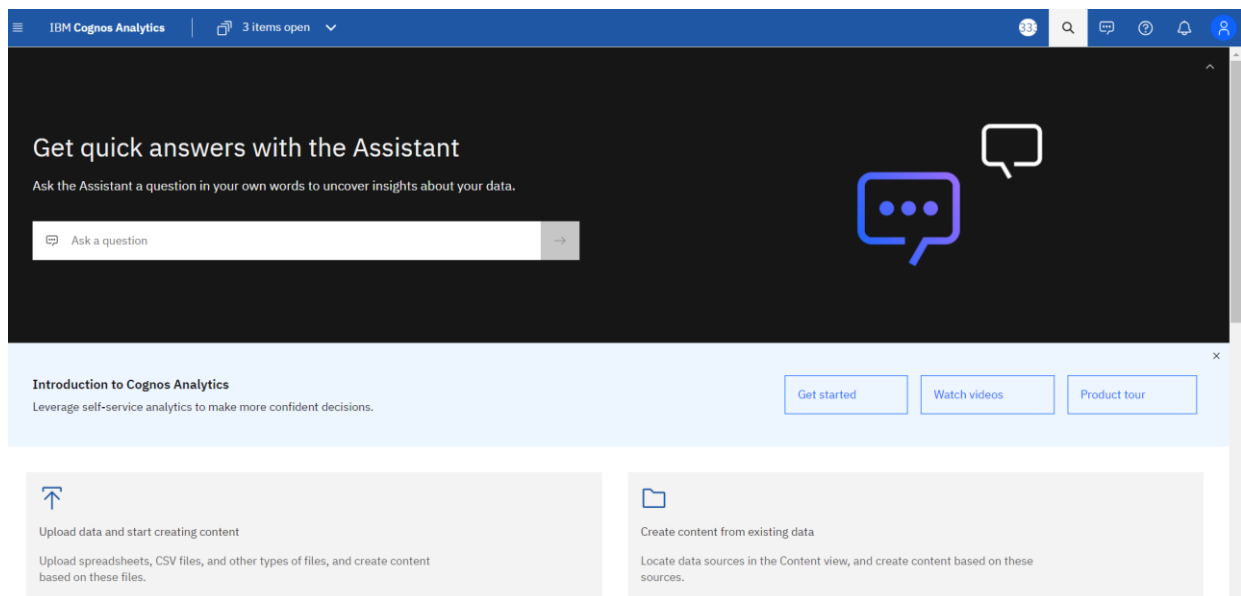 IBM Cognos Analytics
3 items open
333
Get quick answers with the Assistant
Ask the Assistant a question in your own words to uncover insights about your data.
Ask a question
Introduction to Cognos Analytics
Leverage self-service analytics to make more confident decisions.
Get started
Watch videos
Product tour
Upload data and start creating content
Upload spreadsheets, CSV files, and other types of files, and create content
based on these files.
Create content from existing data
Locate data sources in the Content view, and create content based on these
sources.